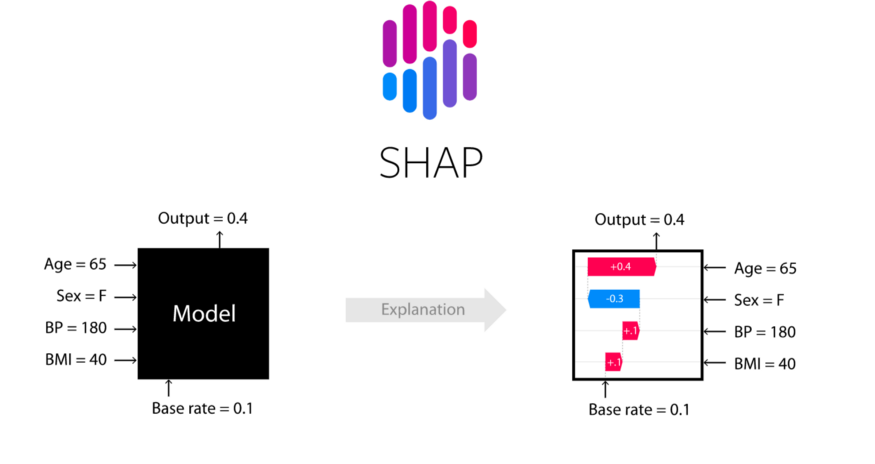 SHAP
Output = 0.4
Age = 65
Sex = F
BP = 180
BMI = 40
Model
Base rate = 0.1
Explanation
Output = 0.4
+0.4
-0.3
+.1
+.1
Age = 65
Sex = F
BP = 180
BMI = 40
Base rate = 0.1